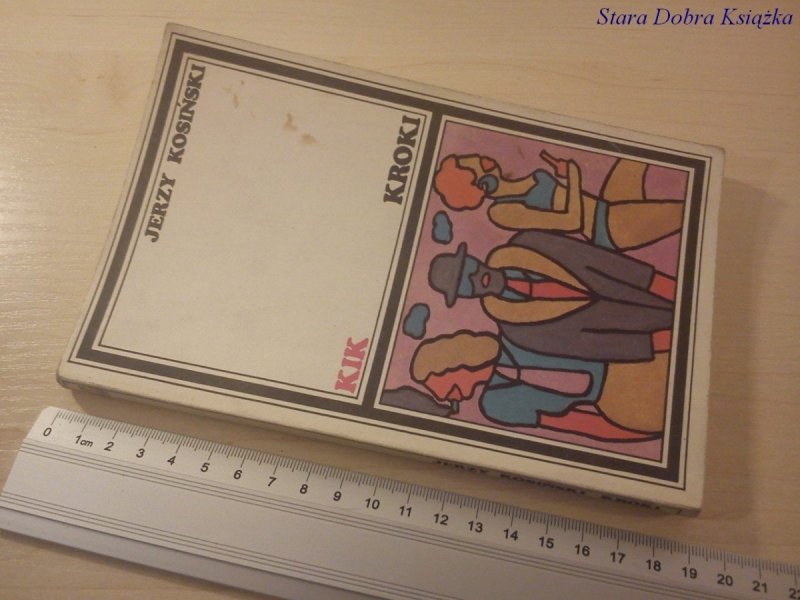 Stara Dobra Książka
JERZY KOSIŃSKI
KROKI
KIK
JERZY KOSIŃSKI KROKI
0 1cm 2 3 4 5 6 7 8 9 10 11 12 13 14 15 16 17 18 19 20 21 22